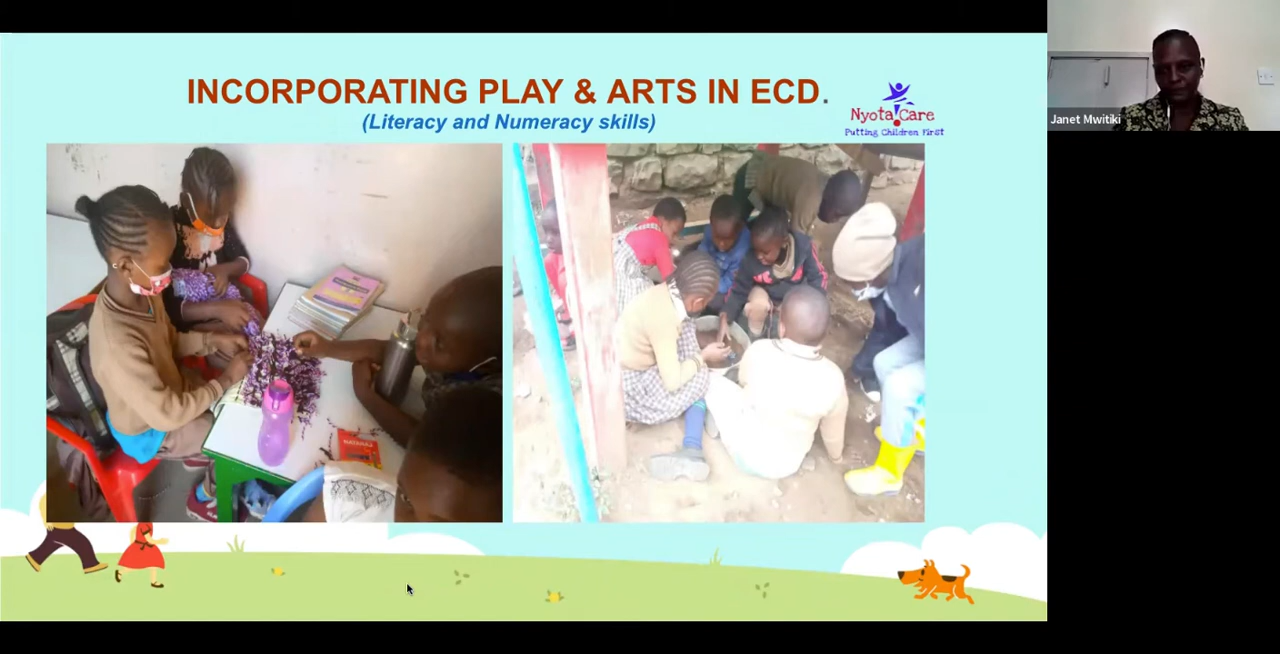 INCORPORATING PLAY & ARTS IN ECD.
(Literacy and Numeracy skills)
Nyota Care
Putting Children First
Janet Mwitiki